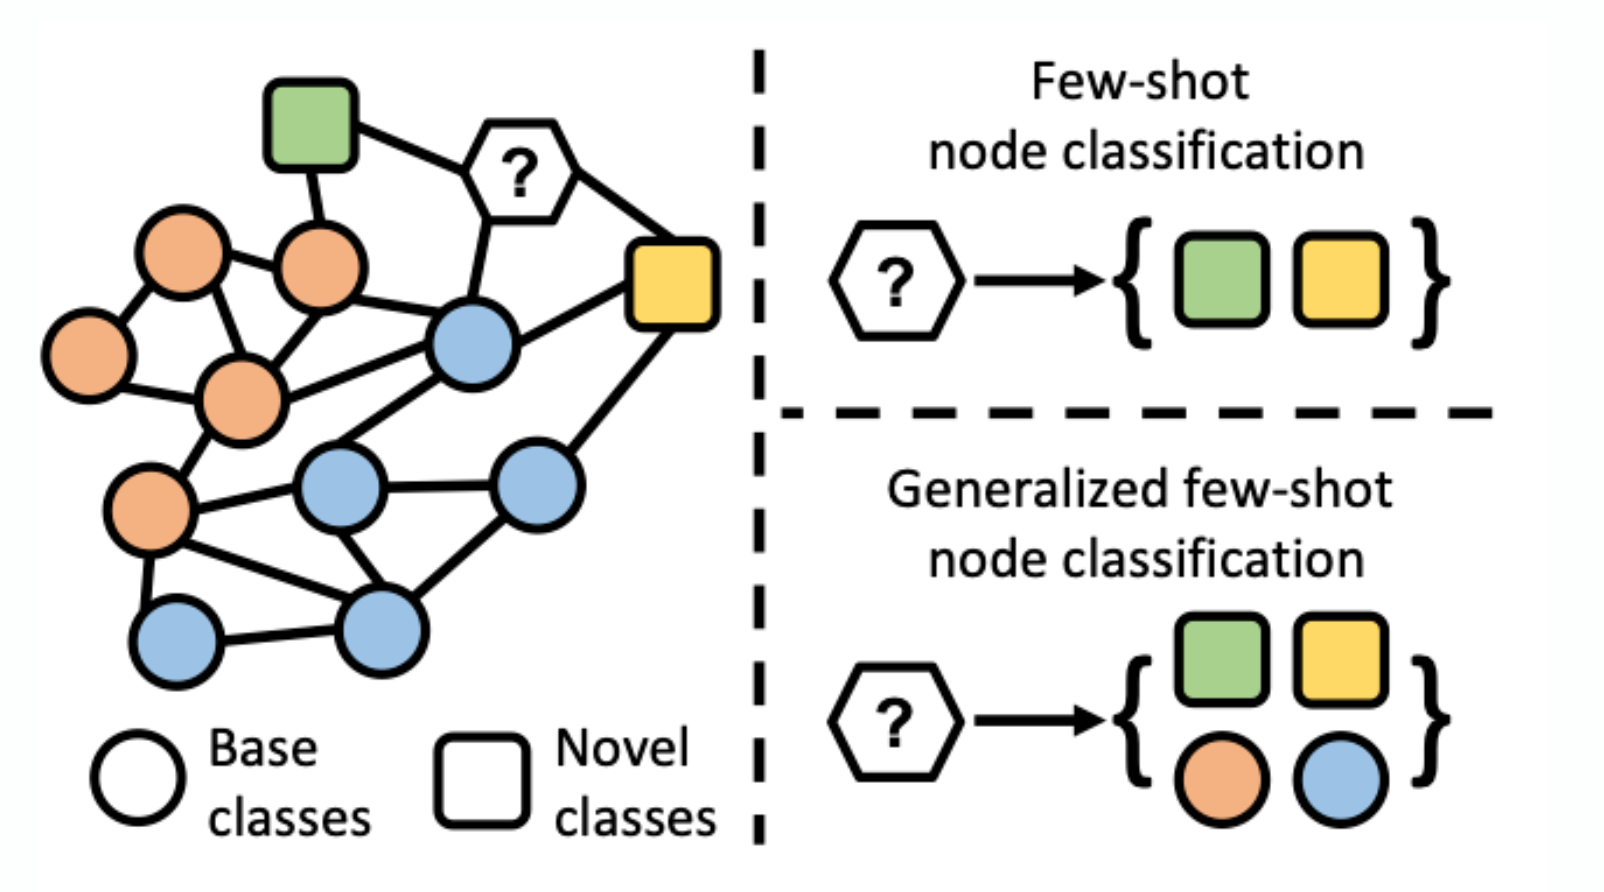 ?
Base
classes
Novel
classes
Few-shot
node classification
?
Generalized few-shot
node classification
?